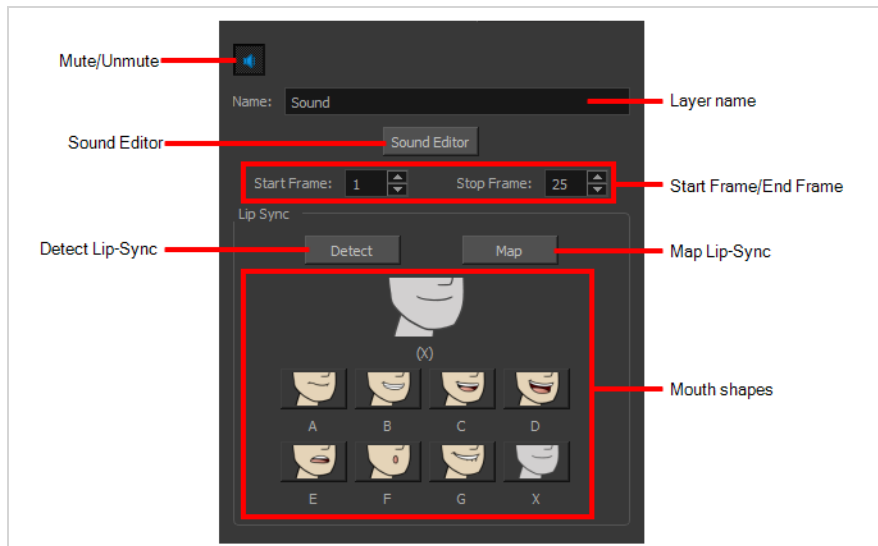 Mute/Unmute
Name: Sound
Layer name
Sound Editor
Sound Editor
Start Frame: 1 Stop Frame: 25
Start Frame/End Frame
Lip Sync
Detect Lip-Sync
Detect Map
Map Lip-Sync
(X)
Mouth shapes
A B C D
E F G X